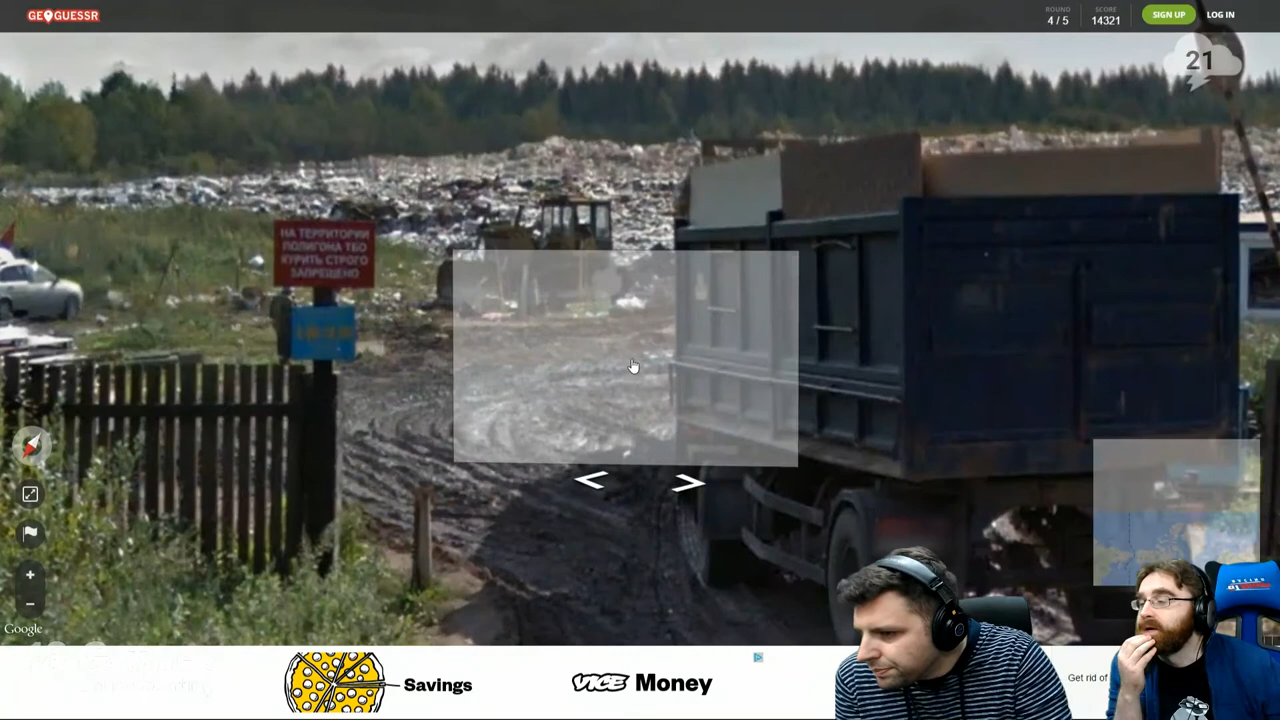 GEOGUESSR
ROUND
4 / 5
SCORE
14321
SIGN UP
LOG IN
21
НА ТЕРРИТОРИИ
ПОЛИГОНА ТБО
КУРИТЬ СТРОГО
ЗАПРЕЩЕНО
Google
Savings
VICE Money
Get rid of